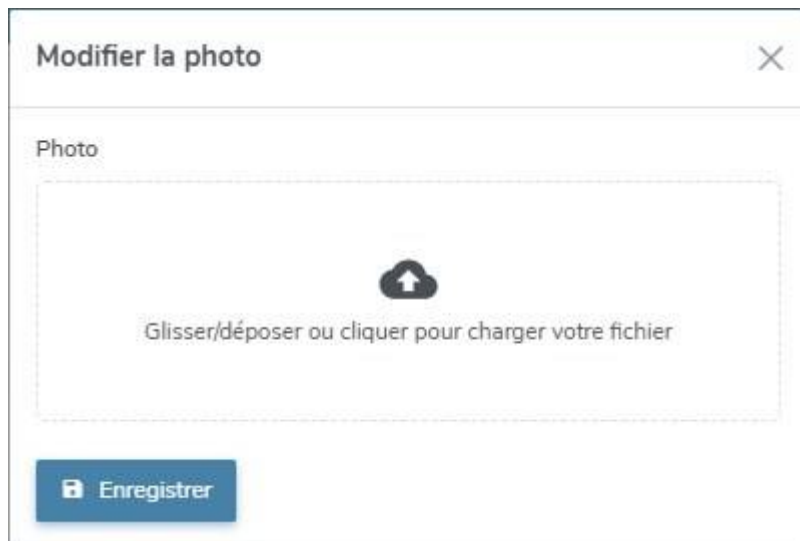 Modifier la photo
Photo
Glisser/déposer ou cliquer pour charger votre fichier
Enregistrer